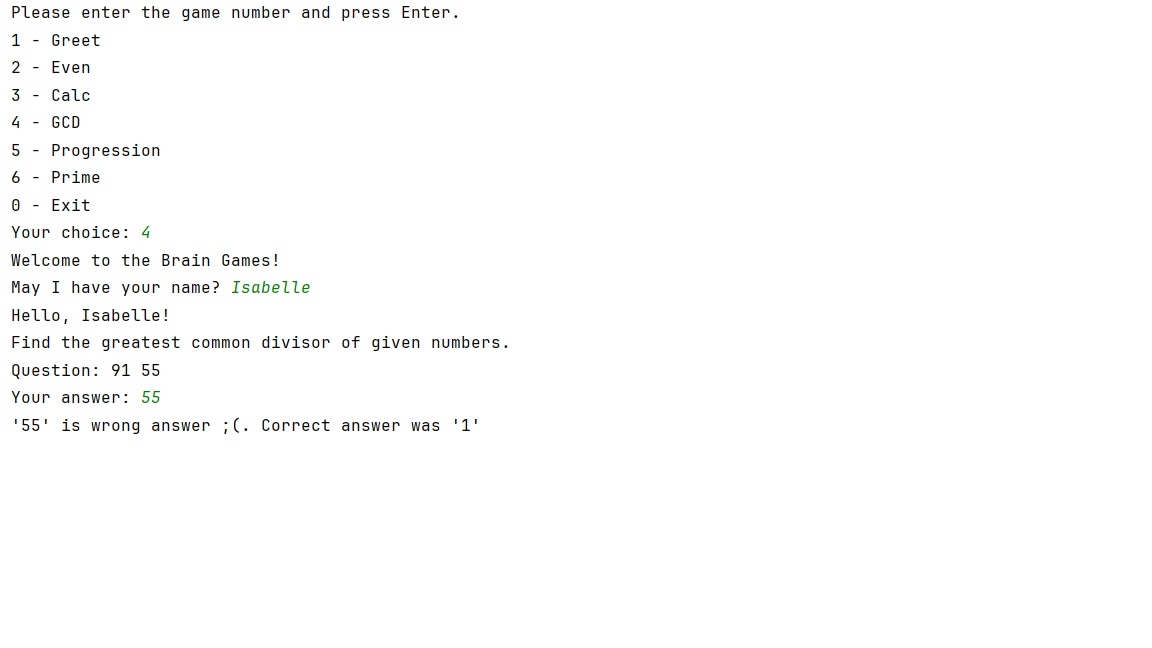 Please enter the game number and press Enter.
1 - Greet
2 - Even
3 - Calc
4 - GCD
5 - Progression
6 - Prime
0 - Exit
Your choice: 4
Welcome to the Brain Games!
May I have your name? Isabelle
Hello, Isabelle!
Find the greatest common divisor of given numbers.
Question: 91 55
Your answer: 55
'55' is wrong answer ;(. Correct answer was '1'